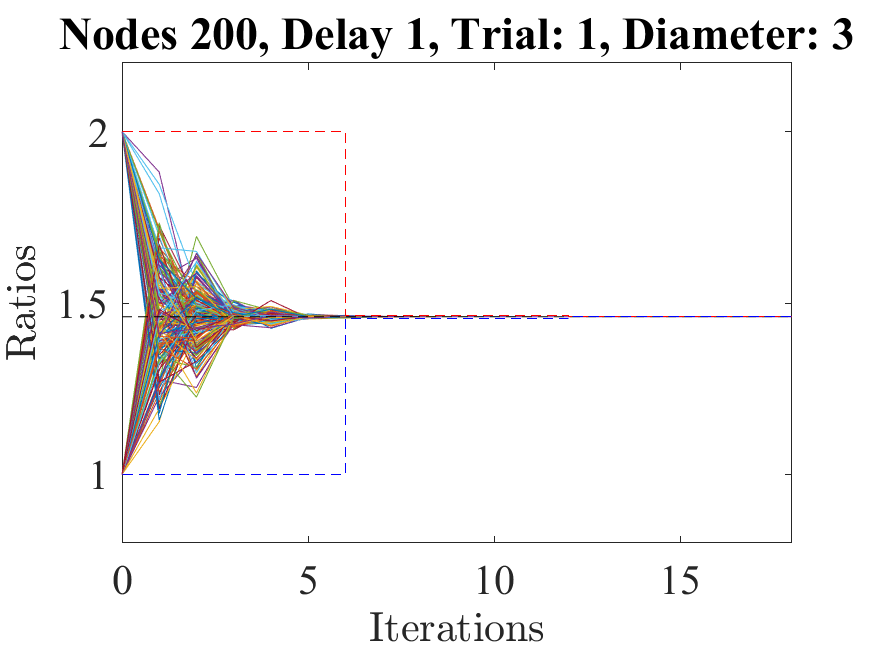 Nodes 200, Delay 1, Trial: 1, Diameter: 3
2
1.5
1
Ratios
0 5 10 15
Iterations